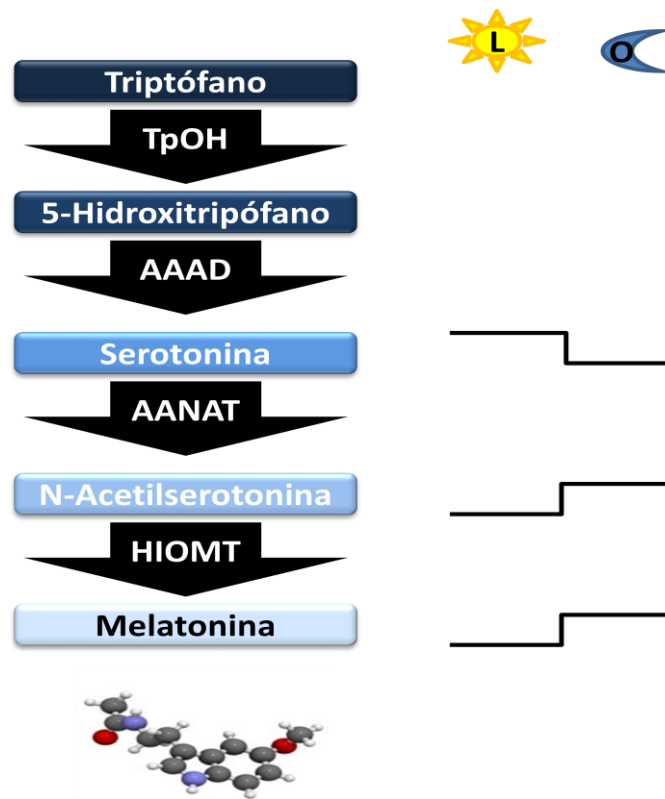 L
O
Triptófano
TpOH
5-Hidroxitripófano
AAAD
Serotonina
AANAT
N-Acetilserotonina
HIOMT
Melatonina